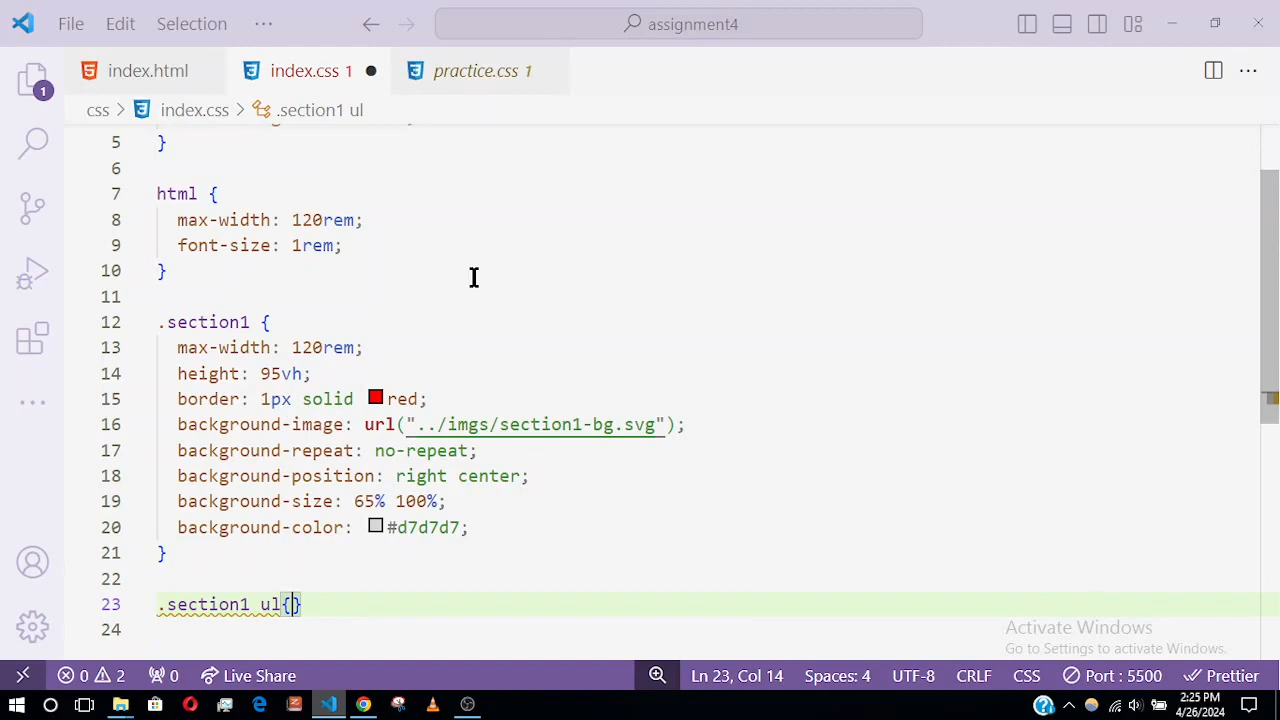 File Edit Selection ··· assignment4
index.html index.css 1 practice.css 1
css > index.css > .section1 ul
5 }
6
7 html {
8 max-width: 120rem;
9 font-size: 1rem;
10 }
11
12 .section1 {
13 max-width: 120rem;
14 height: 95vh;
15 border: 1px solid red;
16 background-image: url("../imgs/section1-bg.svg");
17 background-repeat: no-repeat;
18 background-position: right center;
19 background-size: 65% 100%;
20 background-color: #d7d7d7;
21 }
22
23 .section1 ul{}
24
1
Activate Windows
Go to Settings to activate Windows.
0 2 0 Live Share Ln 23, Col 14 Spaces: 4 UTF-8 CRLF CSS Port : 5500 Prettier
2:25 PM
4/26/2024